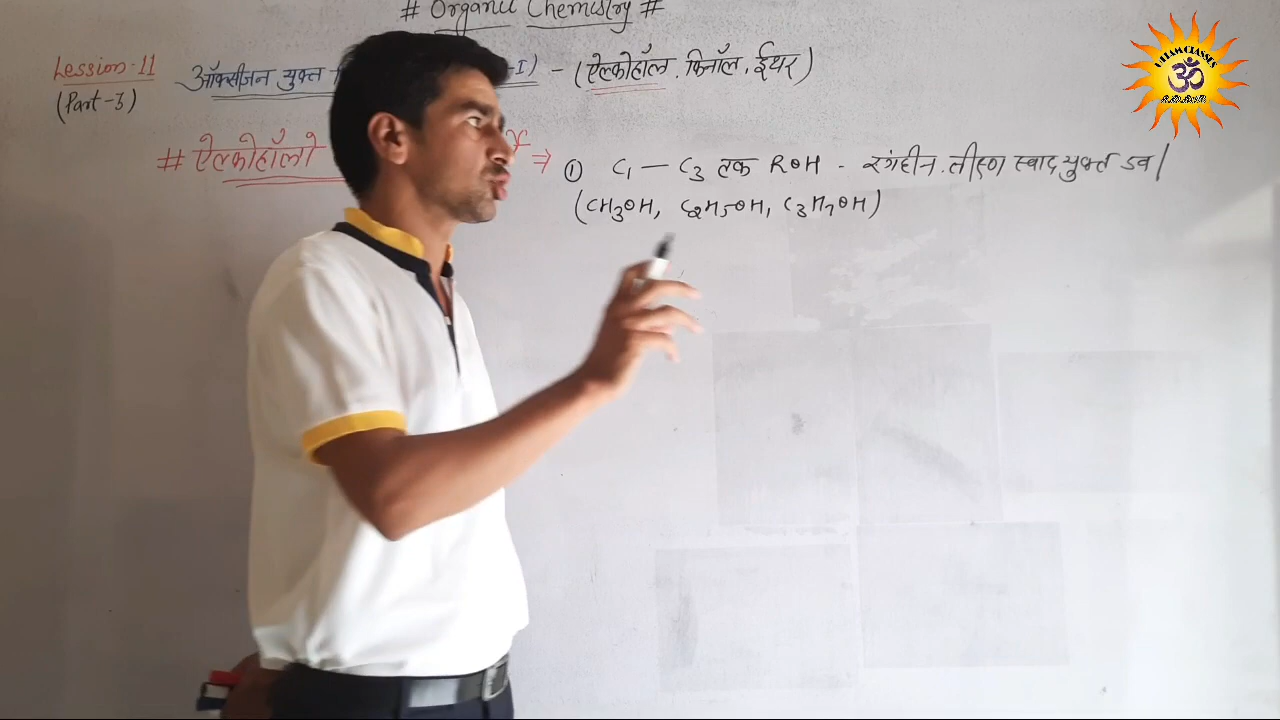 # Organic Chemistry #
Lession-11 ऑक्सीजन युक्त -I) - (ऐल्कोहॉल, फिनॉल, ईथर)
(Part-3)
# ऐल्कोहॉलो ⇒ ① C₁ — C₃ तक ROH - रंगहीन, तीक्ष्ण स्वाद युक्त द्रव।
(CH₃OH, C₂H₅OH, C₃H₇OH)
ॐ